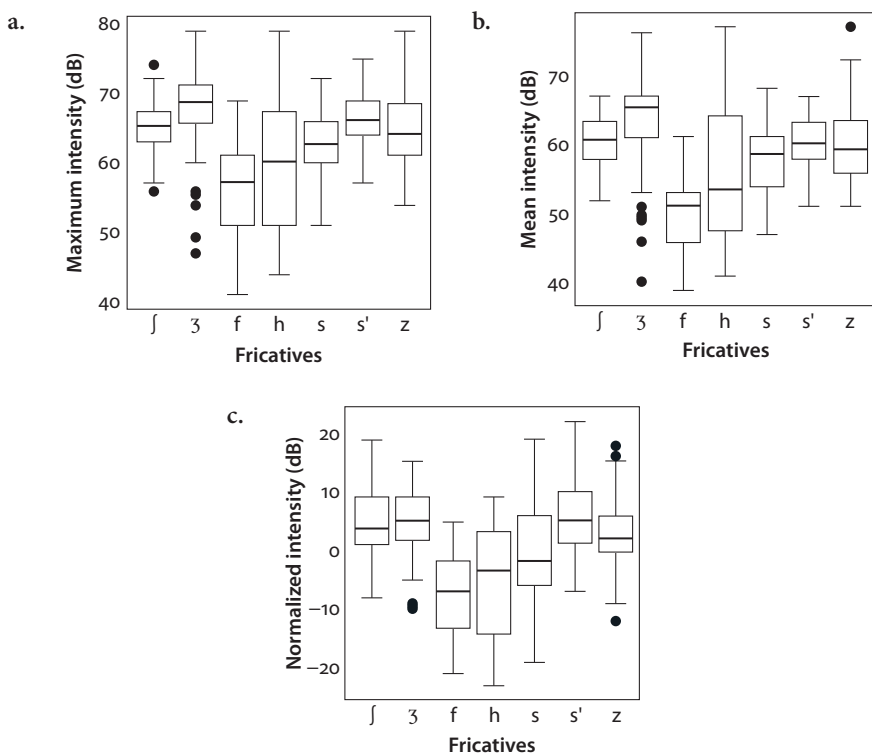 a.
Maximum intensity (dB)
80
70
60
50
40
ʃ ʒ f h s s' z
Fricatives
b.
Mean intensity (dB)
70
60
50
40
ʃ ʒ f h s s' z
Fricatives
c.
Normalized intensity (dB)
20
10
0
−10
−20
ʃ ʒ f h s s' z
Fricatives